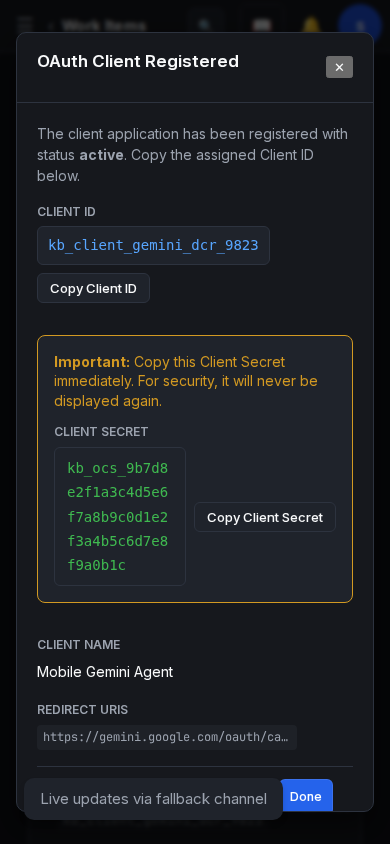 Work Items
OAuth Client Registered
×
The client application has been registered with
status active. Copy the assigned Client ID
below.
CLIENT ID
kb_client_gemini_dcr_9823
Copy Client ID
Important: Copy this Client Secret
immediately. For security, it will never be
displayed again.
CLIENT SECRET
kb_ocs_9b7d8
e2f1a3c4d5e6
f7a8b9c0d1e2
f3a4b5c6d7e8
f9a0b1c
Copy Client Secret
CLIENT NAME
Mobile Gemini Agent
REDIRECT URIS
https://gemini.google.com/oauth/ca…
Live updates via fallback channel
Done